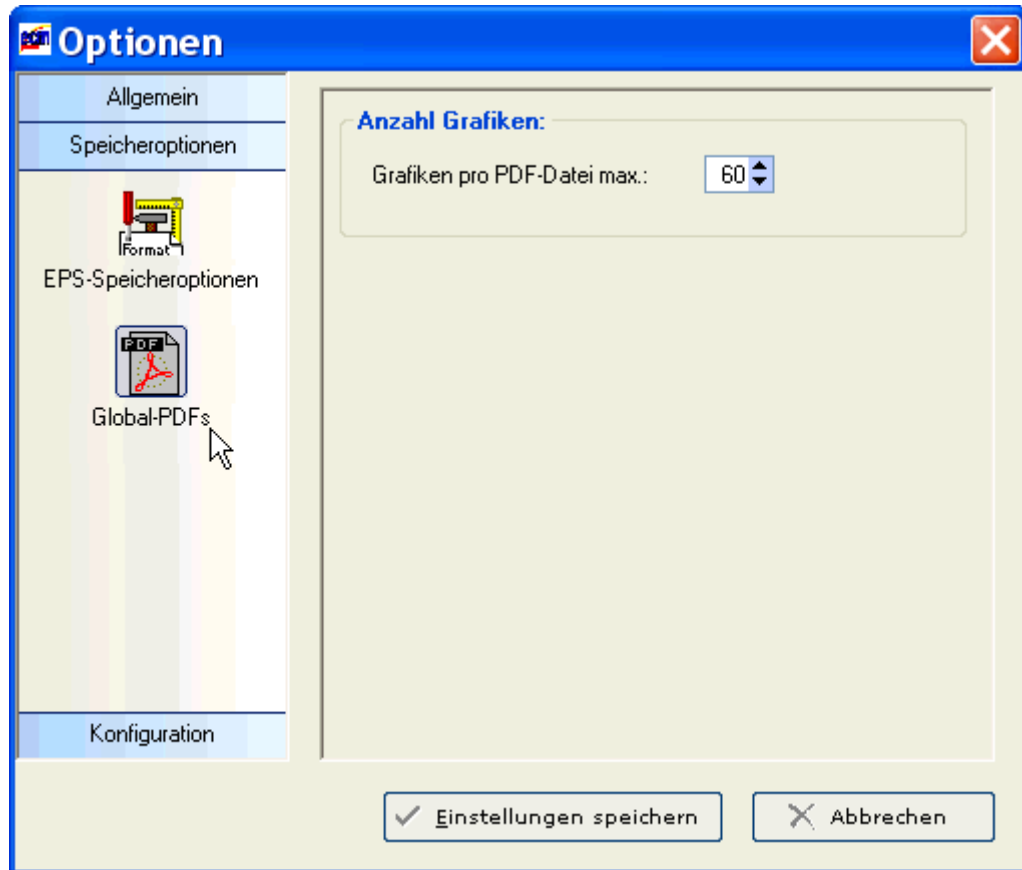 Optionen
Allgemein
Speicheroptionen
Format
EPS-Speicheroptionen
PDF
Global-PDFs
Konfiguration
Anzahl Grafiken:
Grafiken pro PDF-Datei max.: 60
Einstellungen speichern
Abbrechen